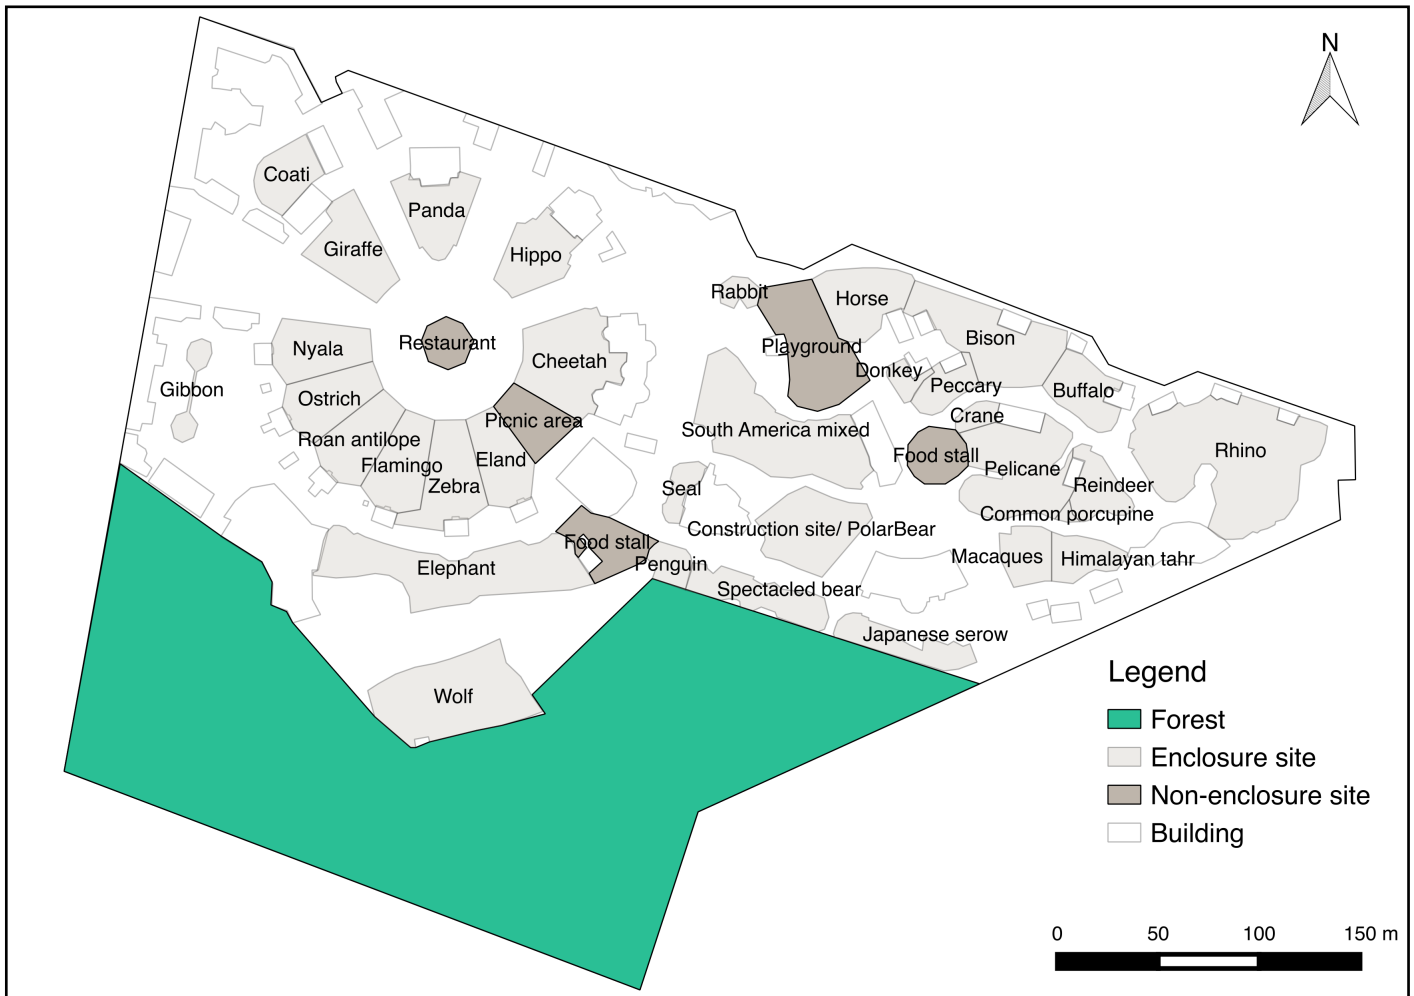 N
Coati
Panda
Giraffe
Hippo
Rabbit
Horse
Restaurant
Nyala
Cheetah
Playground
Bison
Gibbon
Donkey
Peccary
Buffalo
Ostrich
Picnic area
Crane
Roan antilope
South America mixed
Flamingo
Eland
Food stall
Pelicane
Rhino
Zebra
Seal
Reindeer
Construction site/ PolarBear
Common porcupine
Food stall
Elephant
Penguin
Macaques
Himalayan tahr
Spectacled bear
Japanese serow
Wolf
Legend
Forest
Enclosure site
Non-enclosure site
Building
0 50 100 150 m